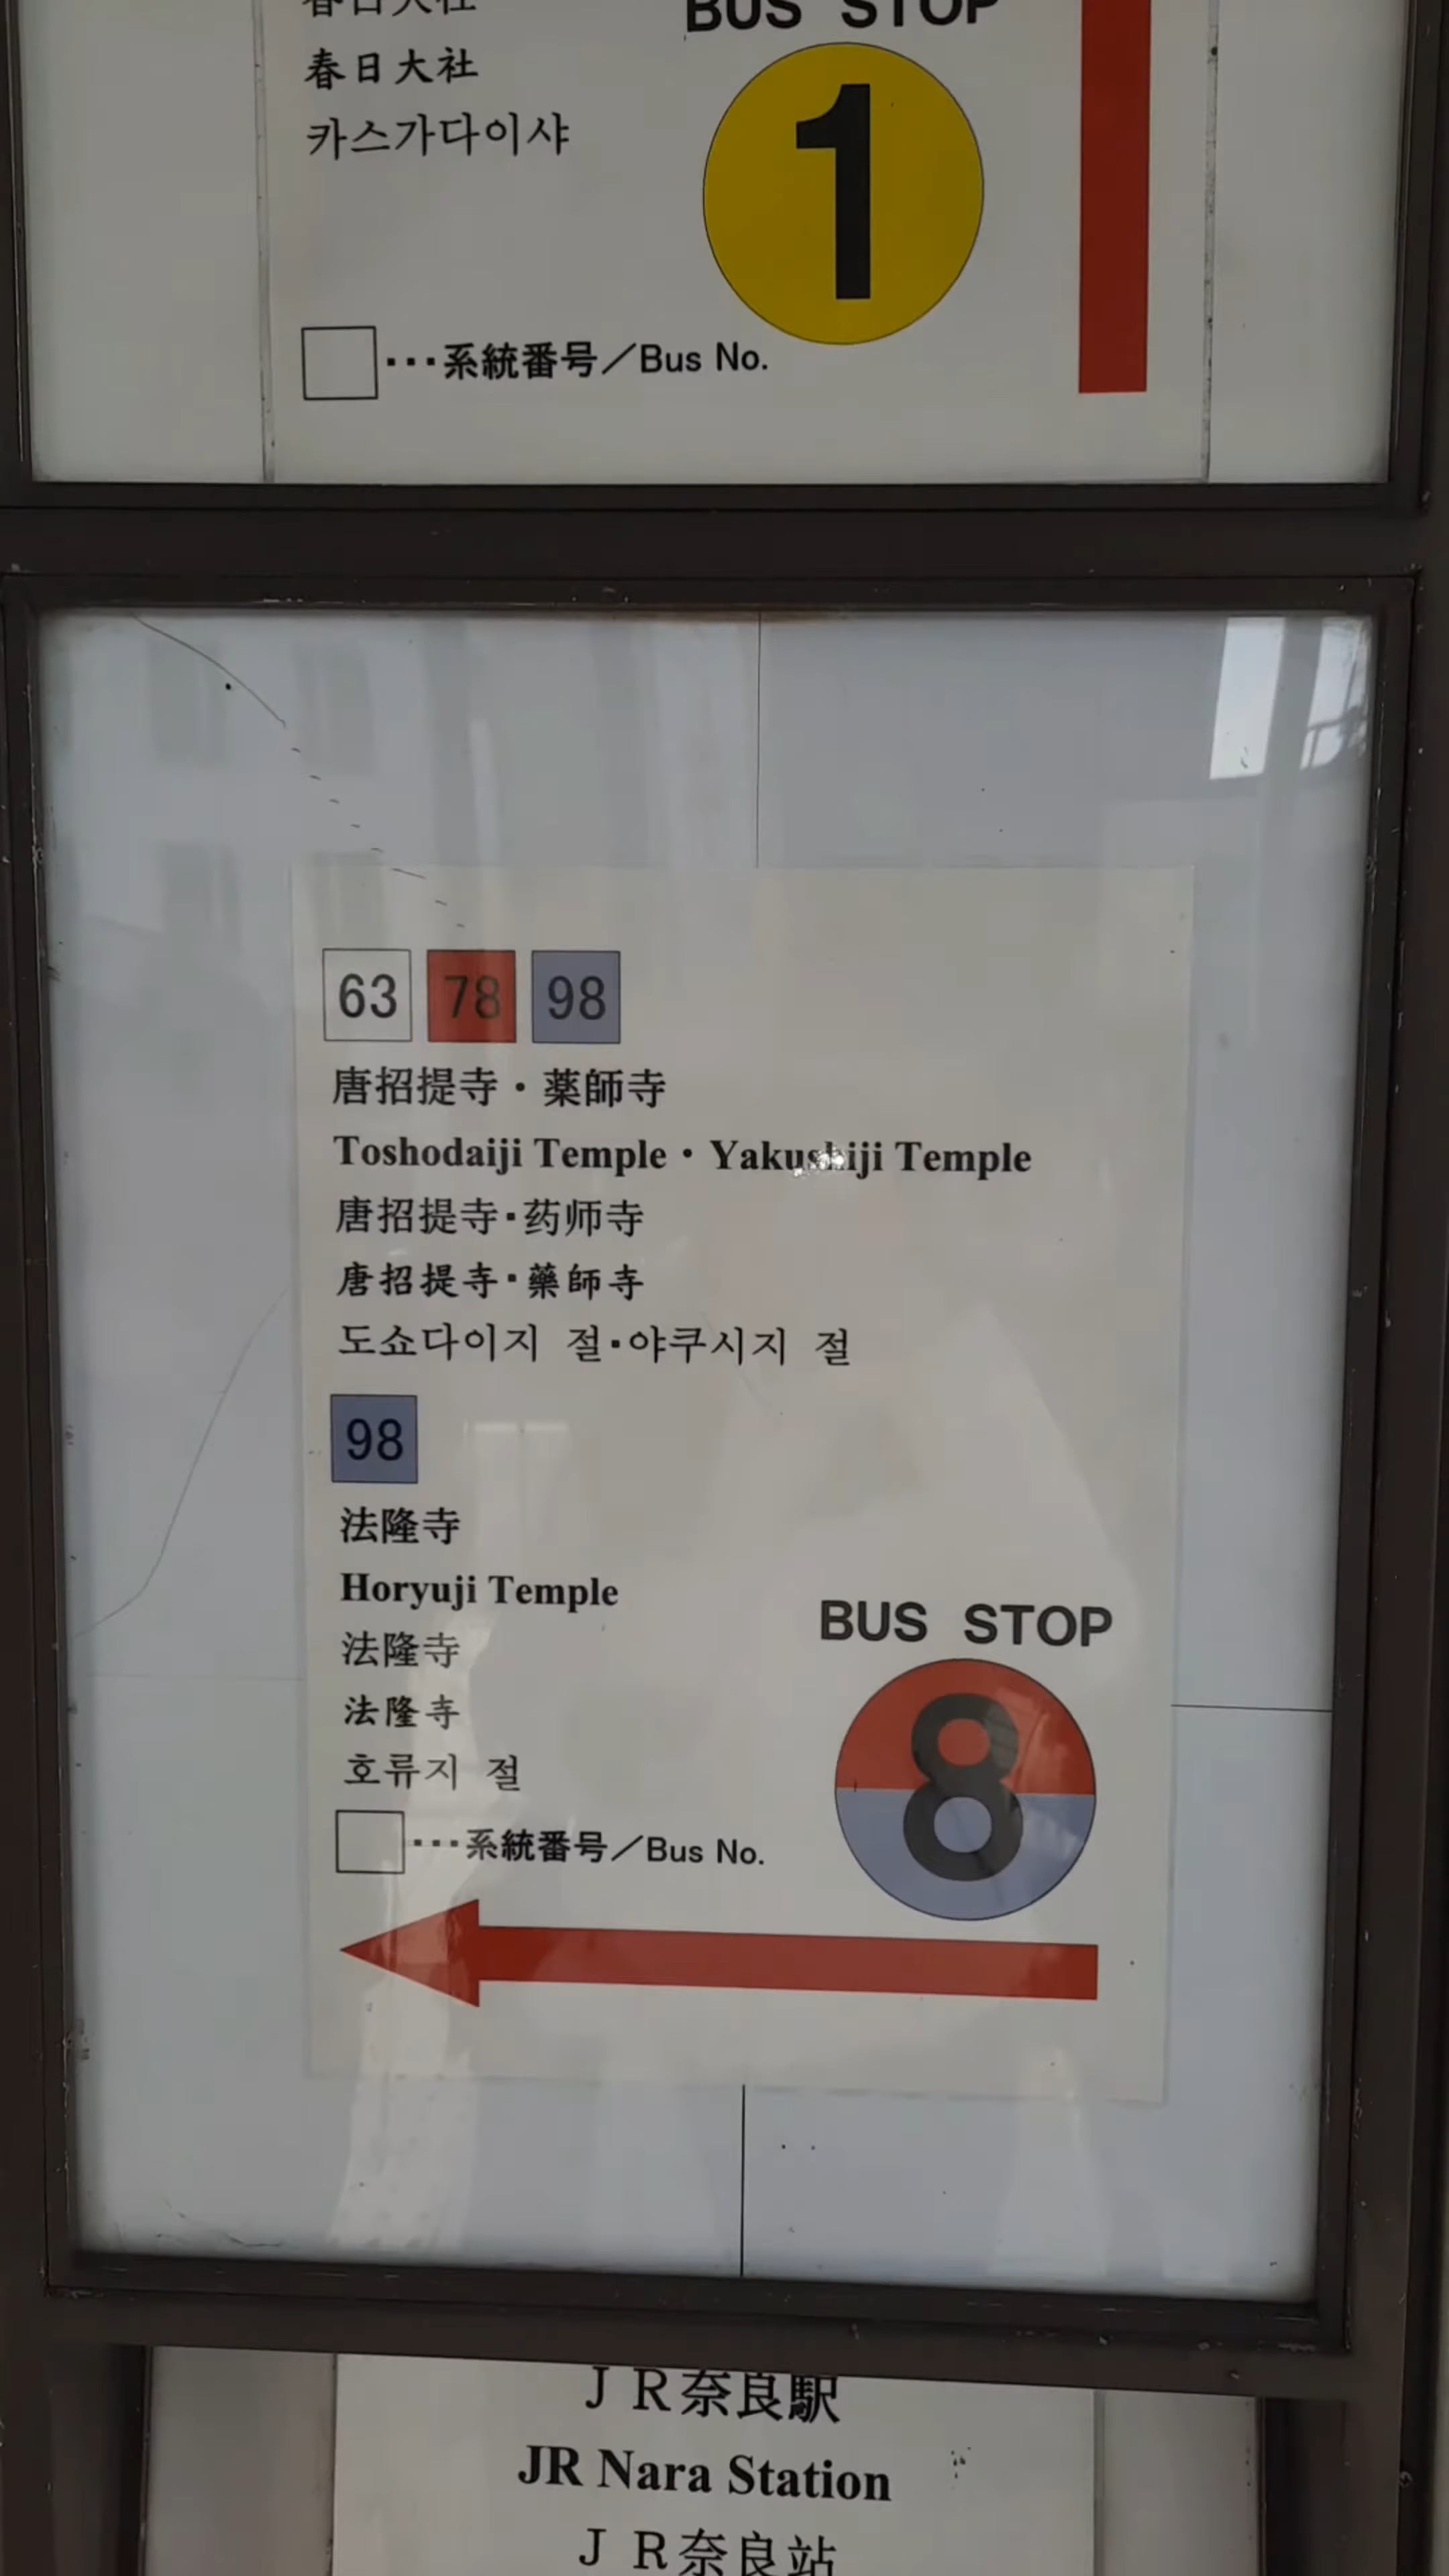 春日大社
BUS STOP
春日大社
카스가다이샤
1
□…系統番号／Bus No.
63 78 98
唐招提寺・薬師寺
Toshodaiji Temple・Yakushiji Temple
唐招提寺·药师寺
唐招提寺·藥師寺
도쇼다이지 절·야쿠시지 절
98
法隆寺
Horyuji Temple
法隆寺
法隆寺
호류지 절
BUS STOP
8
□…系統番号／Bus No.
ＪＲ奈良駅
JR Nara Station
ＪＲ奈良站